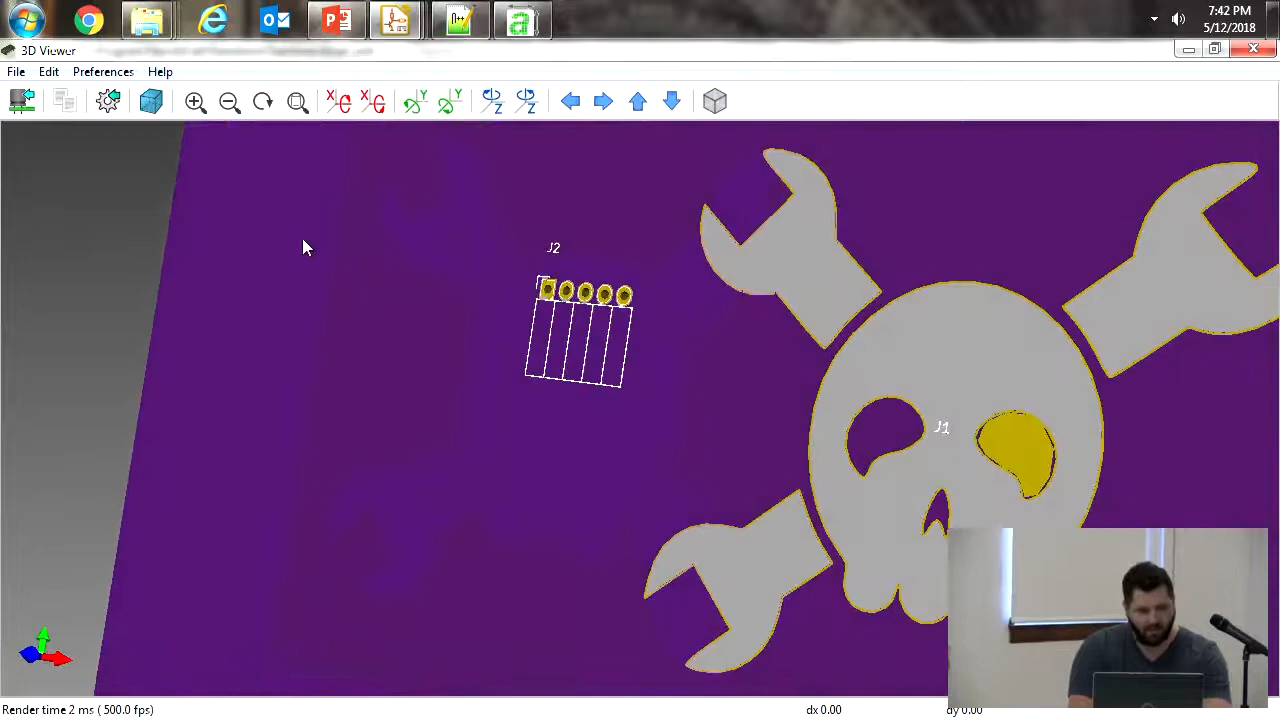 7:42 PM
5/12/2018
3D Viewer
File Edit Preferences Help
X X Y Y Z Z
J2
J1
Render time 2 ms ( 500.0 fps)
dx 0.00
dy 0.00